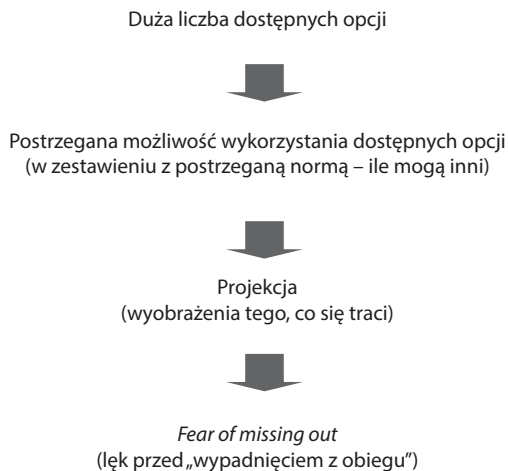 Duża liczba dostępnych opcji
Postrzegana możliwość wykorzystania dostępnych opcji
(w zestawieniu z postrzeganą normą – ile mogą inni)
Projekcja
(wyobrażenia tego, co się traci)
Fear of missing out
(lęk przed „wypadnięciem z obiegu”)